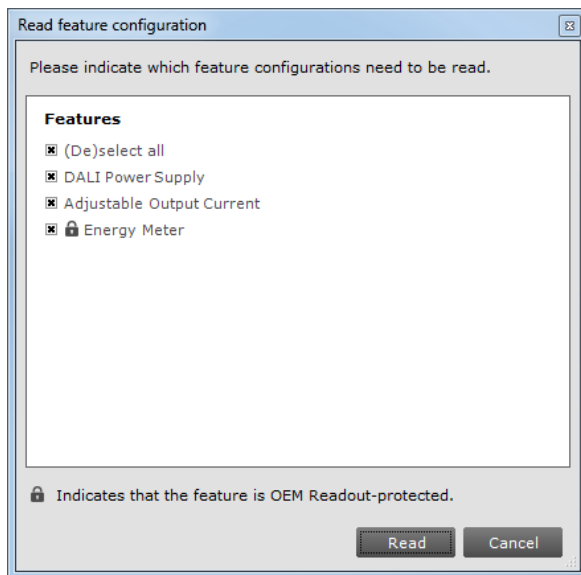 Read feature configuration
Please indicate which feature configurations need to be read.
Features
(De)select all
DALI Power Supply
Adjustable Output Current
Energy Meter
Indicates that the feature is OEM Readout-protected.
Read Cancel